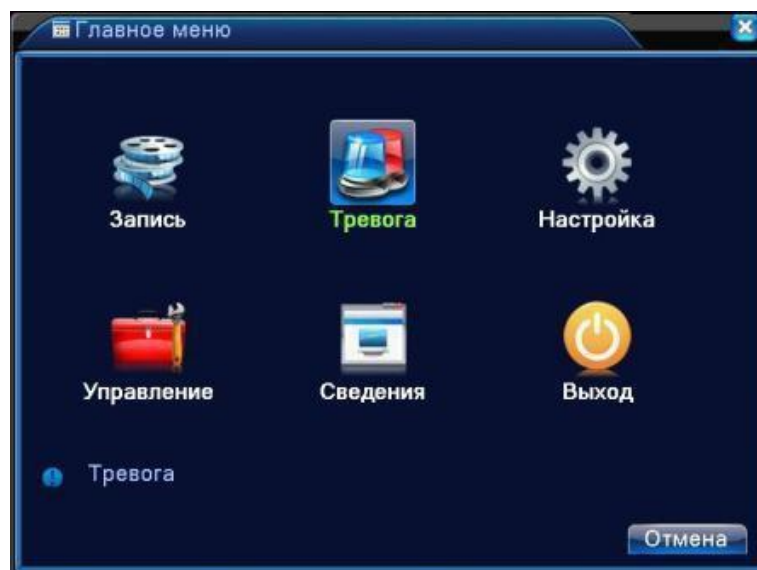 Главное меню
Запись
Тревога
Настройка
Управление
Сведения
Выход
Тревога
Отмена